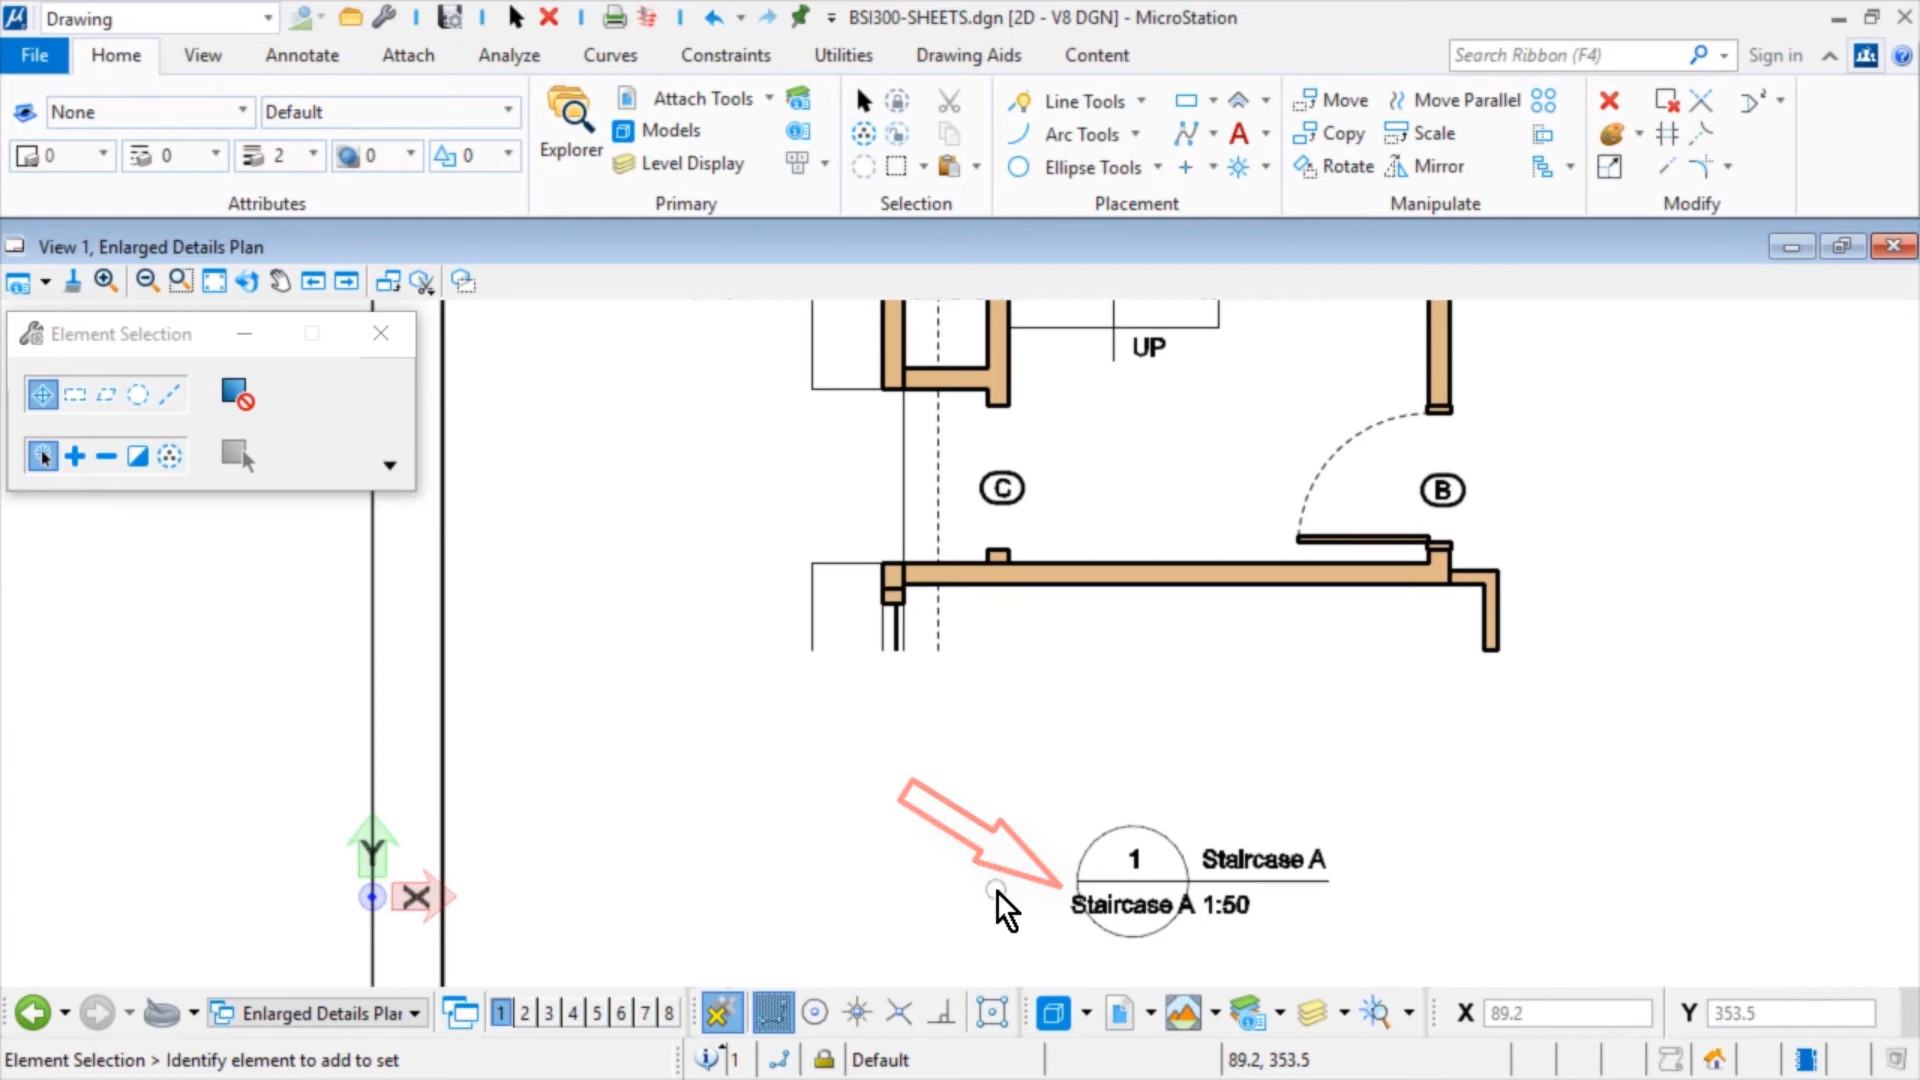 Drawing
BSI300-SHEETS.dgn [2D - V8 DGN] - MicroStation
File Home View Annotate Attach Analyze Curves Constraints Utilities Drawing Aids Content
Search Ribbon (F4)
Sign in
None
Default
0 0 2 0 0
Attributes
Explorer
Attach Tools
Models
Level Display
Primary
Selection
Line Tools
Arc Tools
Ellipse Tools
A
Placement
Move
Move Parallel
Copy
Scale
Rotate
Mirror
Manipulate
Modify
View 1, Enlarged Details Plan
Element Selection
UP
C
B
Y
X
1
Staircase A
Staircase A 1:50
Enlarged Details Plar
1 2 3 4 5 6 7 8
X 89.2
Y 353.5
Element Selection > Identify element to add to set
1
Default
89.2, 353.5